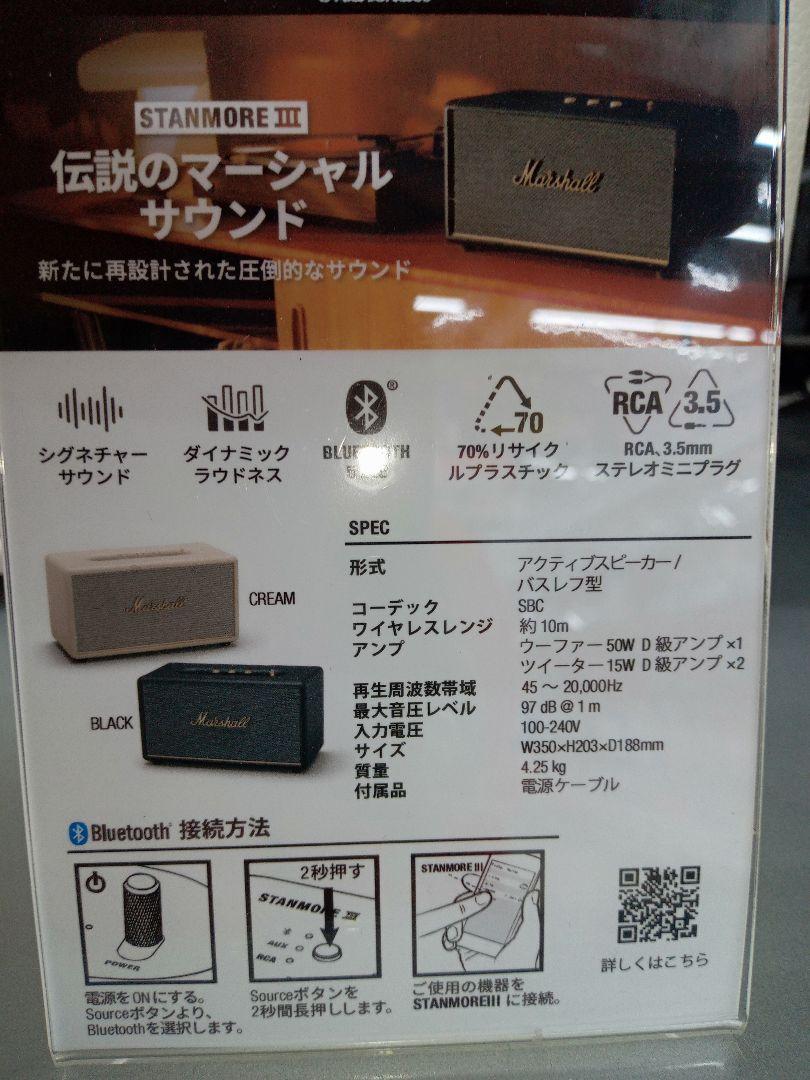 STANMORE III
伝説のマーシャル
サウンド
新たに再設計された圧倒的なサウンド
Marshall
シグネチャー
サウンド
ダイナミック
ラウドネス
®
BLUETOOTH
70
70%リサイク
ルプラスチック
RCA
3.5
RCA、3.5mm
ステレオミニプラグ
SPEC
形式 アクティブスピーカー/
バスレフ型
コーデック SBC
ワイヤレスレンジ 約10m
アンプ ウーファー 50W D 級アンプ ×1
ツイーター 15W D 級アンプ ×2
再生周波数帯域 45 〜 20,000Hz
最大音圧レベル 97 dB @ 1 m
入力電圧 100-240V
サイズ W350×H203×D188mm
質量 4.25 kg
付属品 電源ケーブル
Marshall
CREAM
BLACK
Marshall
Bluetooth® 接続方法
POWER
電源をONにする。
Sourceボタンより、
Bluetoothを選択します。
2秒押す
STANMORE III
AUX
RCA
Sourceボタンを
2秒間長押しします。
STANMORE III
ご使用の機器を
STANMOREIII に接続。
詳しくはこちら